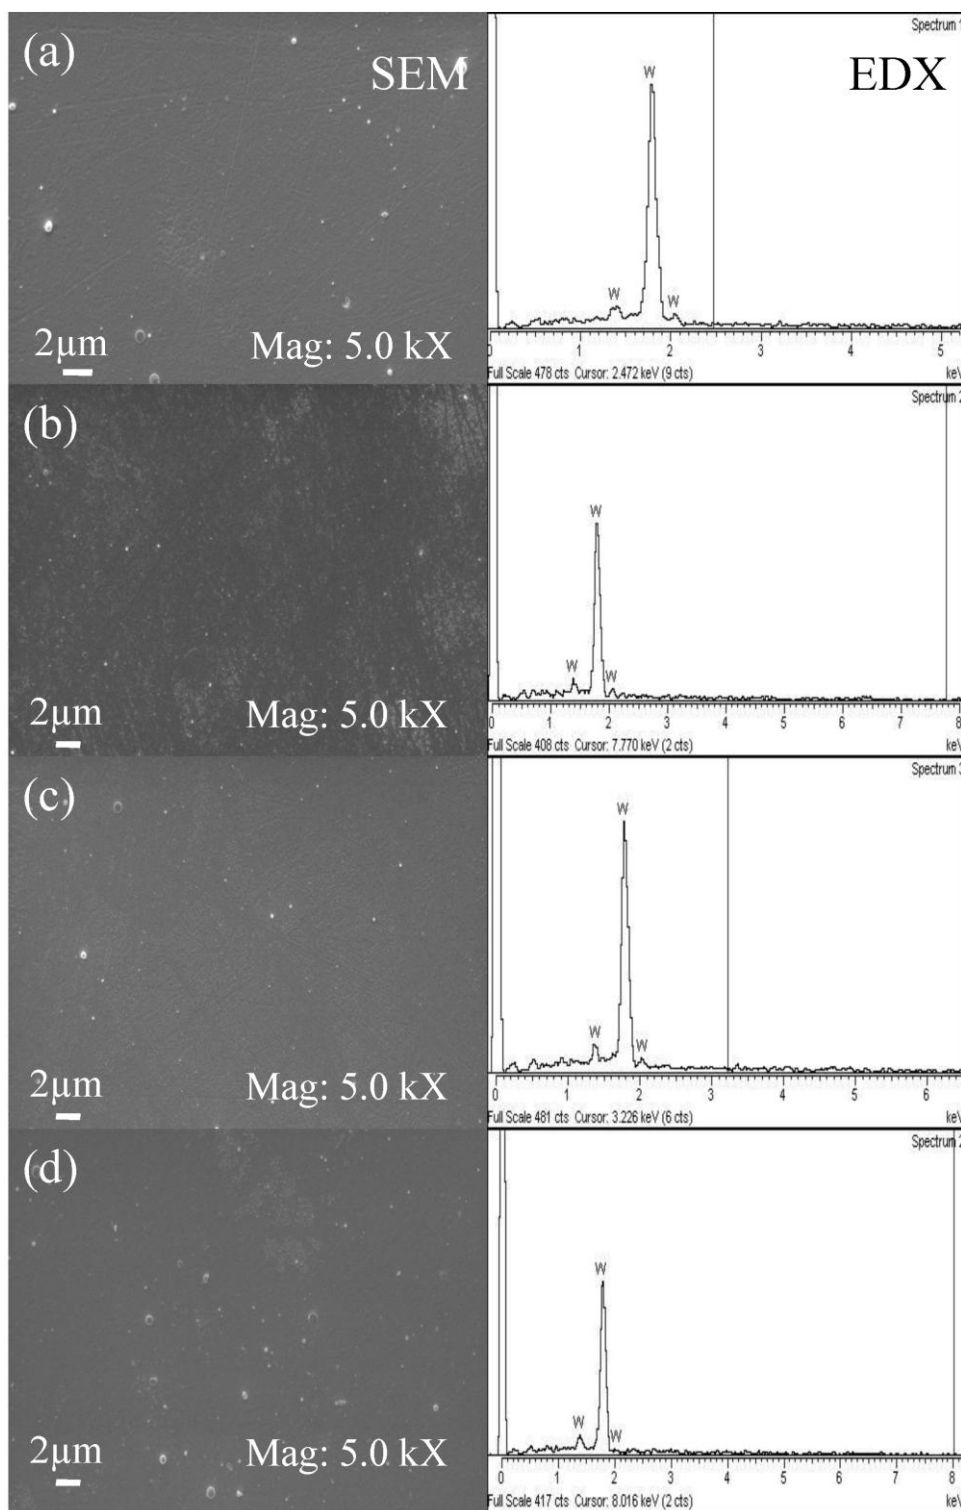 (a)
SEM
2µm
Mag: 5.0 kX
Spectrum 1
EDX
W
W
W
0 1 2 3 4 5
Full Scale 478 cts Cursor: 2.472 keV (9 cts)
keV
(b)
2µm
Mag: 5.0 kX
Spectrum 2
W
W
W
0 1 2 3 4 5 6 7 8
Full Scale 408 cts Cursor: 7.770 keV (2 cts)
keV
(c)
2µm
Mag: 5.0 kX
Spectrum 3
W
W
W
0 1 2 3 4 5 6
Full Scale 481 cts Cursor: 3.226 keV (6 cts)
keV
(d)
2µm
Mag: 5.0 kX
Spectrum 2
W
W
W
0 1 2 3 4 5 6 7 8
Full Scale 417 cts Cursor: 8.016 keV (2 cts)
keV